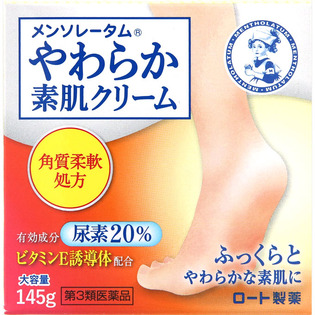 メンソレータム®
やわらか
素肌クリーム
MENTHOLATUM MENTHOLATUM
角質柔軟
処方
有効成分 尿素20%
ビタミンE誘導体配合
大容量
145g 第3類医薬品
ふっくらと
やわらかな素肌に
ロート製薬